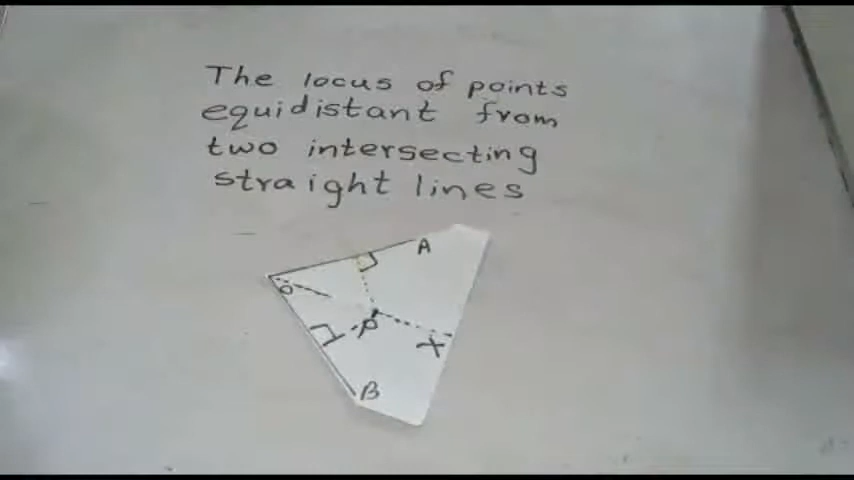 The locus of points
equidistant from
two intersecting
straight lines
A
O
P
X
B